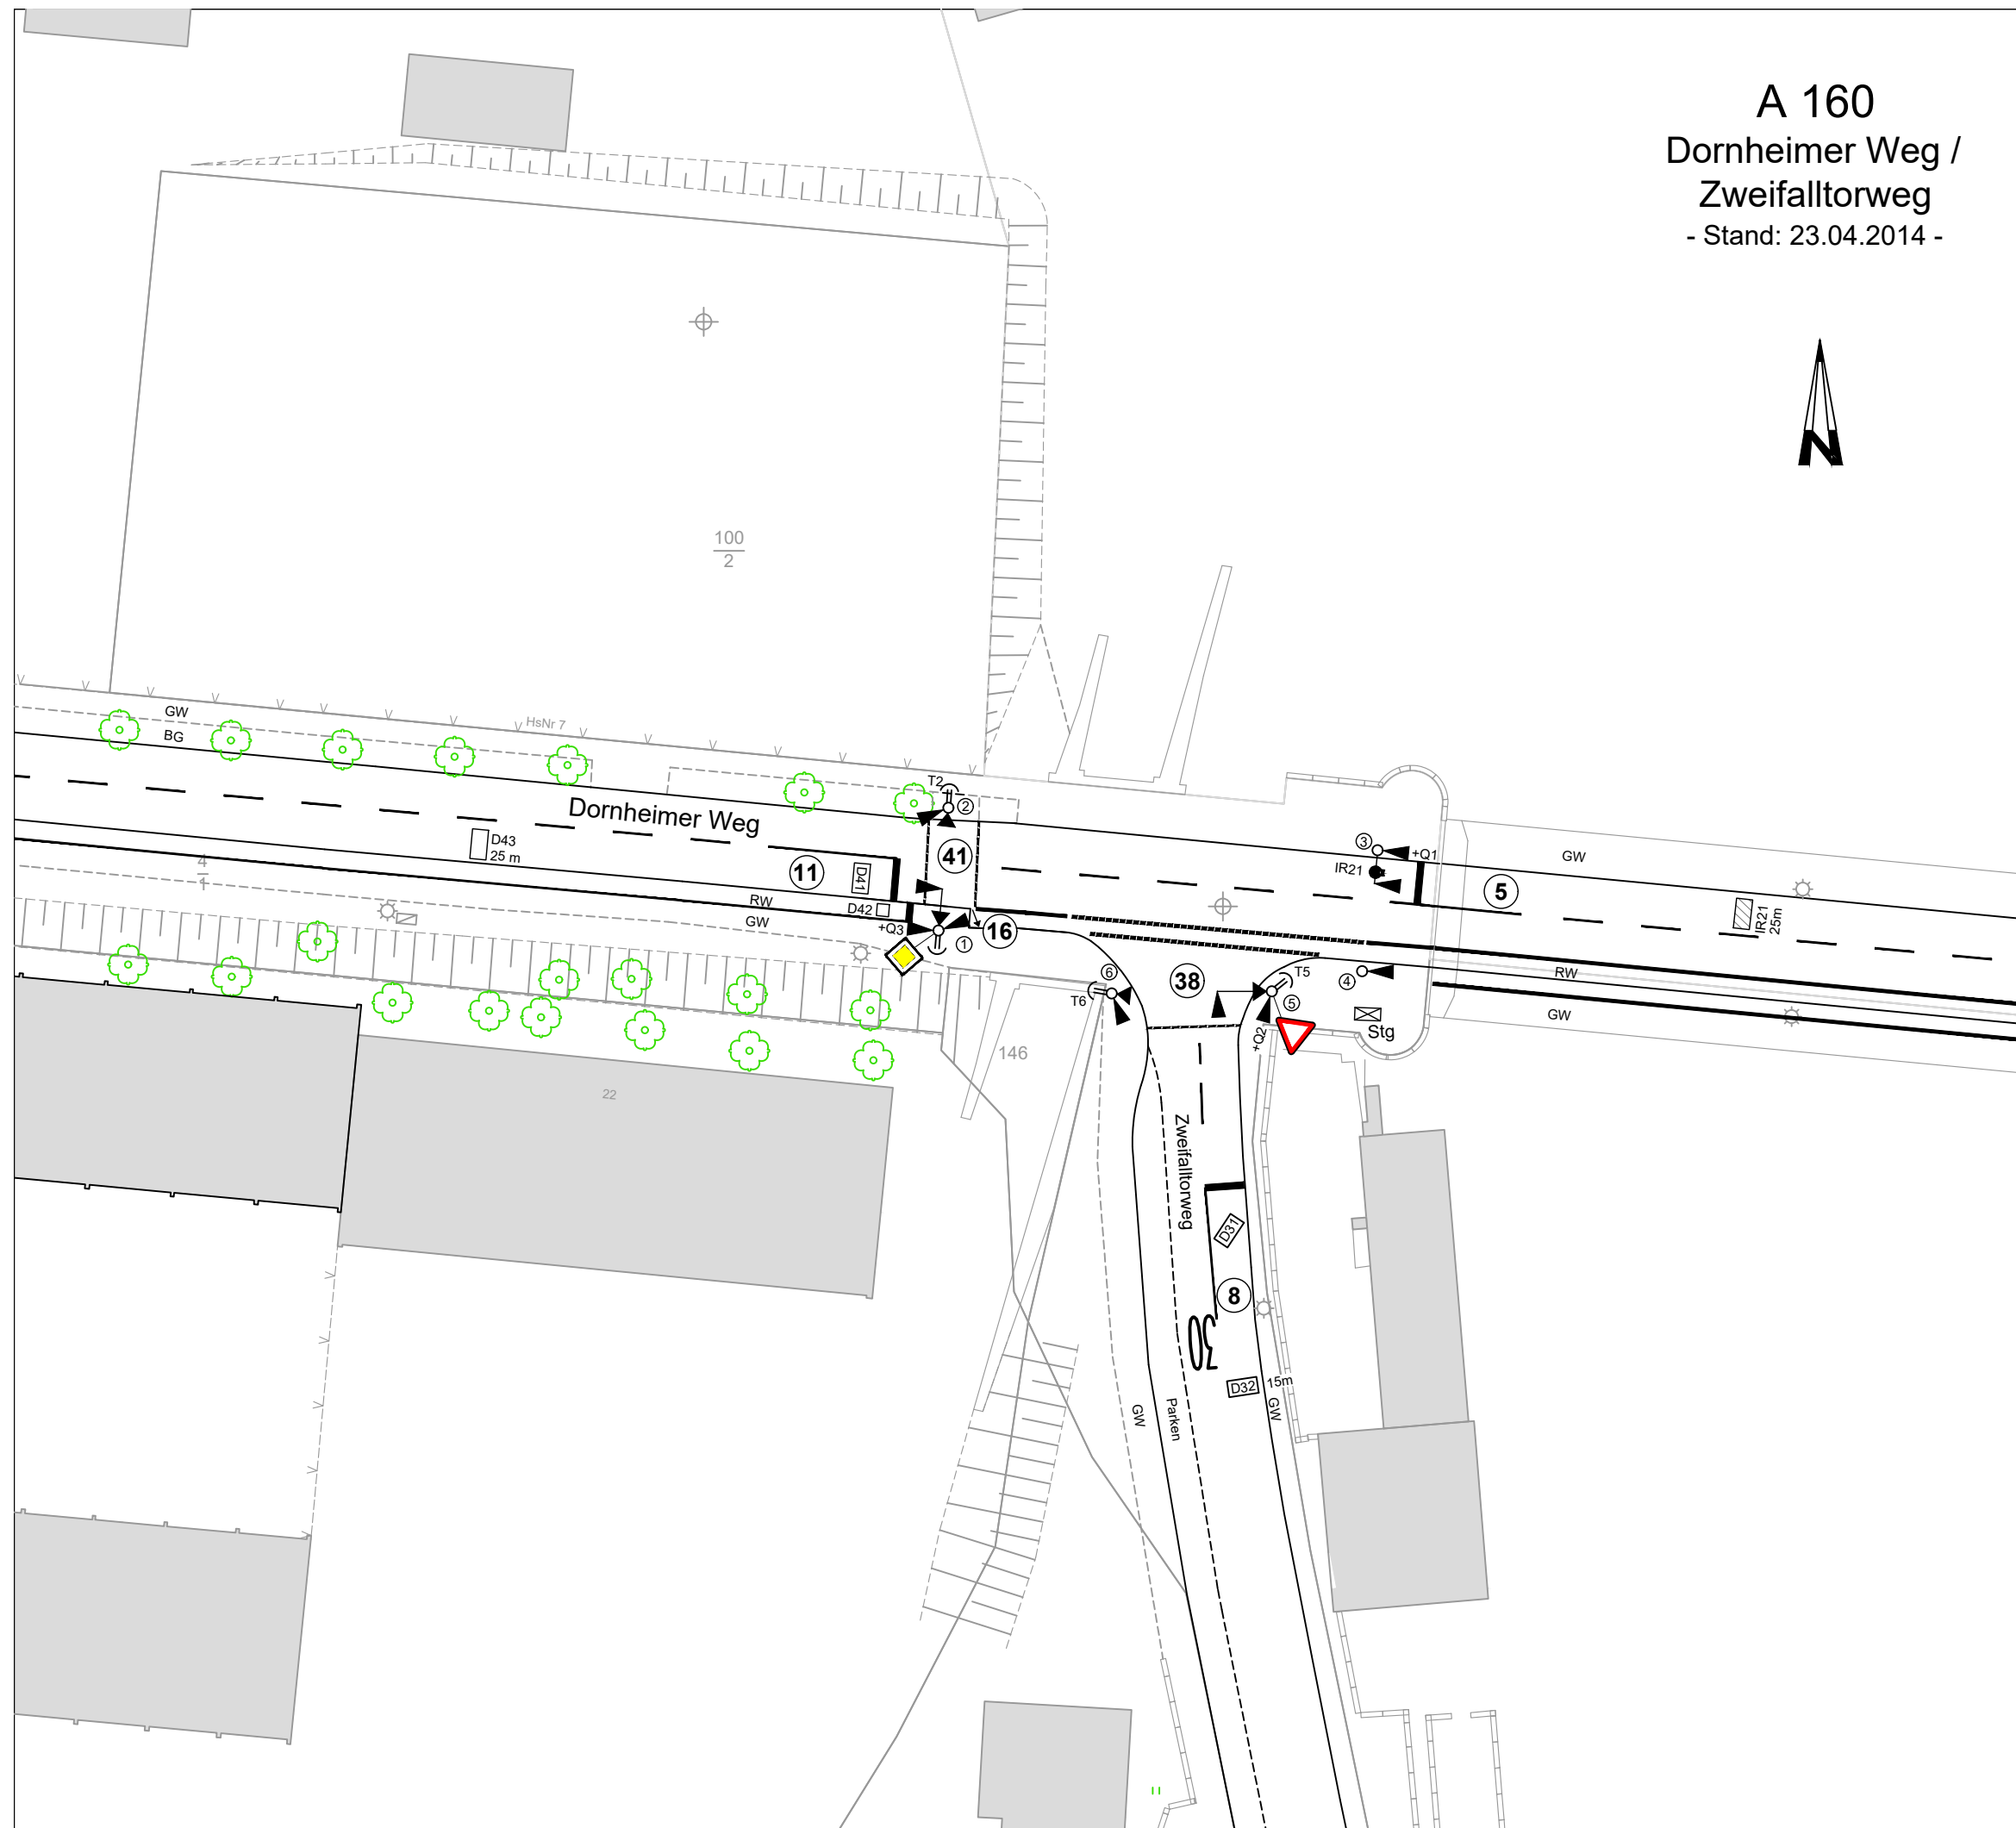 A 160
Dornheimer Weg /
Zweifalltorweg
- Stand: 23.04.2014 -
N
100
2
GW
BG
HsNr 7
Dornheimer Weg
T2
2
41
3
+Q1
IR21
5
GW
IR21
25m
D43
25 m
4
1
11
D41
D42
RW
GW
+Q3
1
16
6
T6
38
T5
5
4
RW
GW
Stg
+Q2
146
22
Zweifalltorweg
D31
8
30
D32
15m
GW
Parken
GW